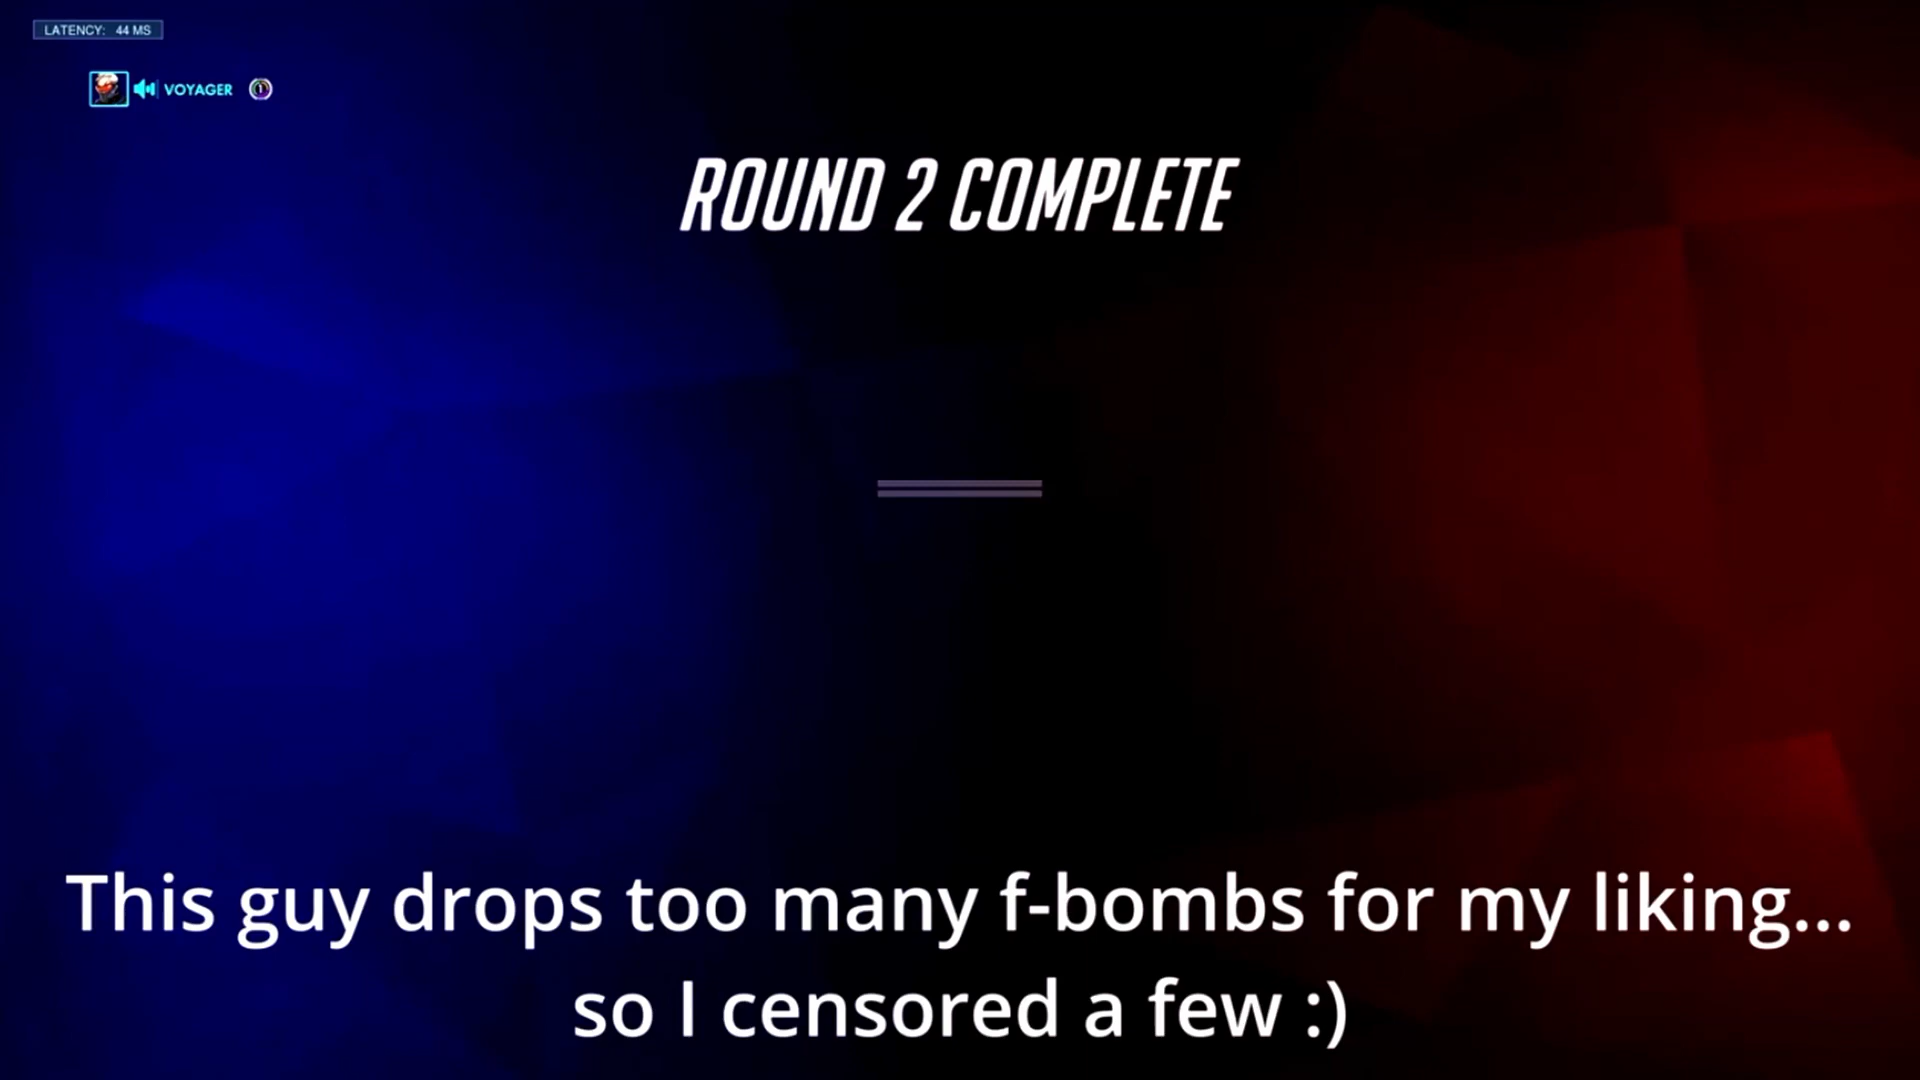 LATENCY: 44 MS
VOYAGER 1
ROUND 2 COMPLETE
This guy drops too many f-bombs for my liking...
so I censored a few :)